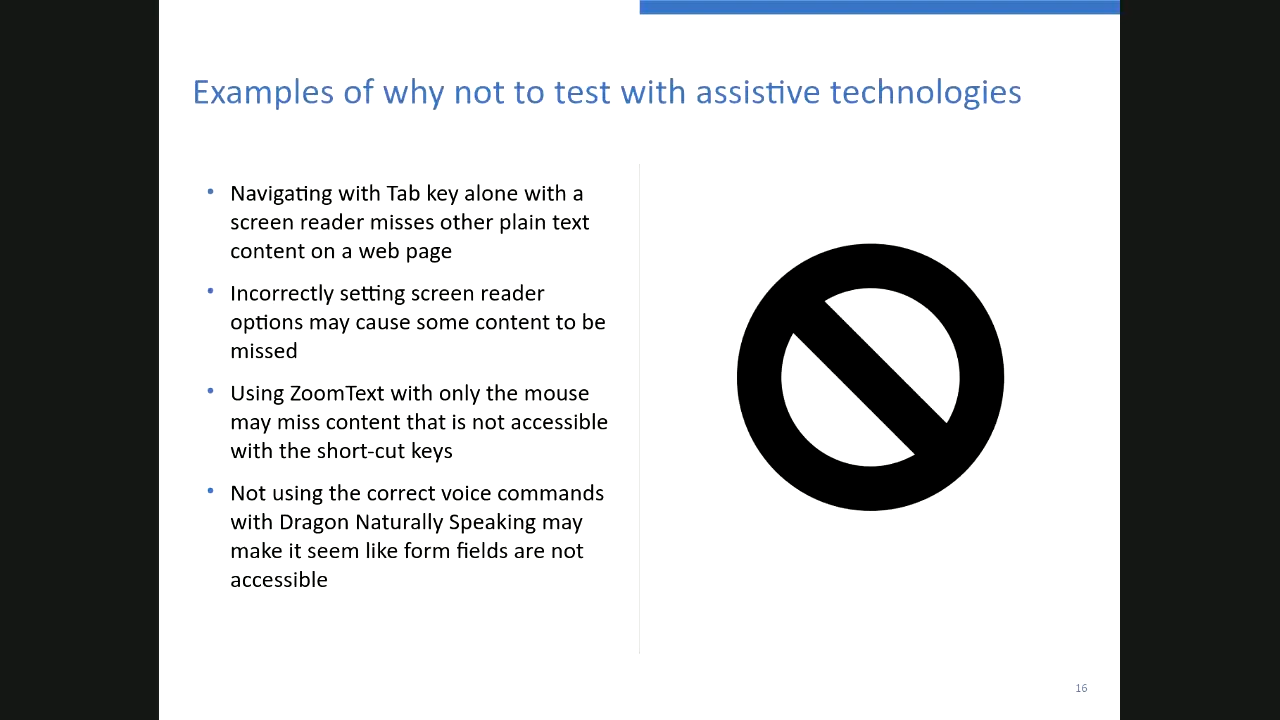 Examples of why not to test with assistive technologies
• Navigating with Tab key alone with a
screen reader misses other plain text
content on a web page
• Incorrectly setting screen reader
options may cause some content to be
missed
• Using ZoomText with only the mouse
may miss content that is not accessible
with the short-cut keys
• Not using the correct voice commands
with Dragon Naturally Speaking may
make it seem like form fields are not
accessible
16